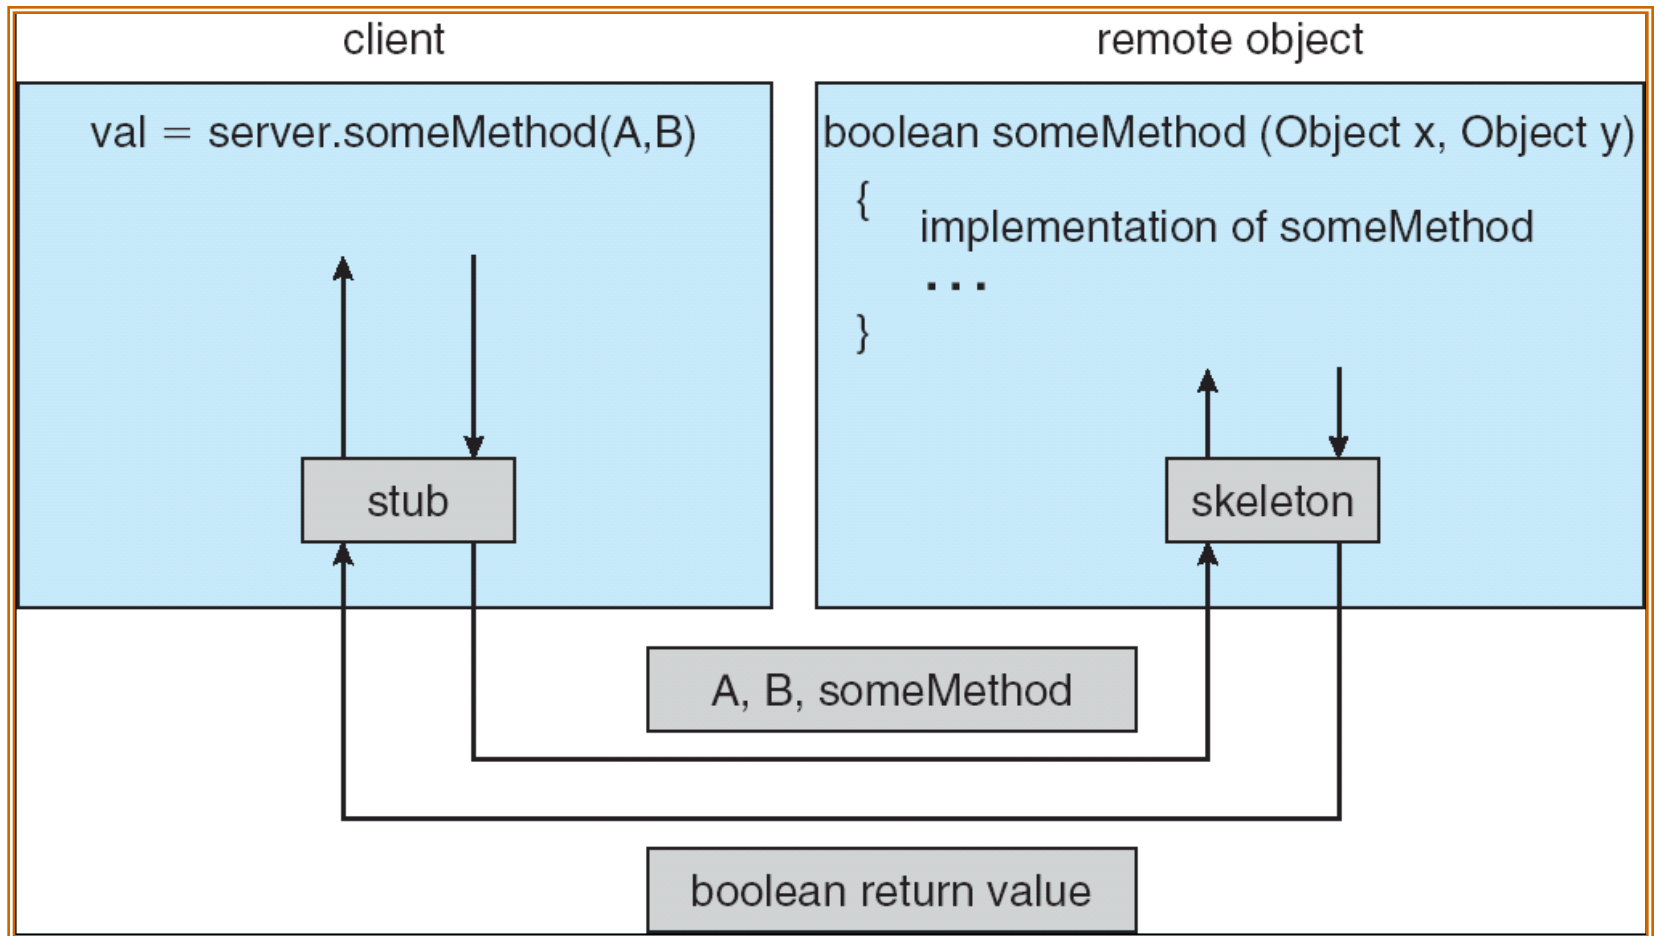 client
val = server.someMethod(A,B)
stub
remote object
boolean someMethod (Object x, Object y)
{
implementation of someMethod
...
}
skeleton
A, B, someMethod
boolean return value